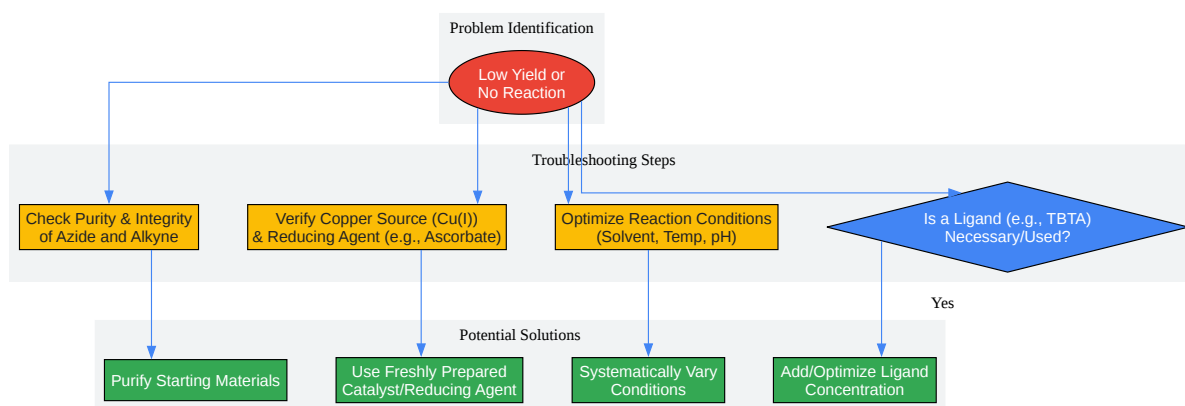 Problem Identification
Low Yield or
No Reaction
Troubleshooting Steps
Check Purity & Integrity
of Azide and Alkyne
Verify Copper Source (Cu(I))
& Reducing Agent (e.g., Ascorbate)
Optimize Reaction Conditions
(Solvent, Temp, pH)
Is a Ligand (e.g., TBTA)
Necessary/Used?
Yes
Potential Solutions
Purify Starting Materials
Use Freshly Prepared
Catalyst/Reducing Agent
Systematically Vary
Conditions
Add/Optimize Ligand
Concentration